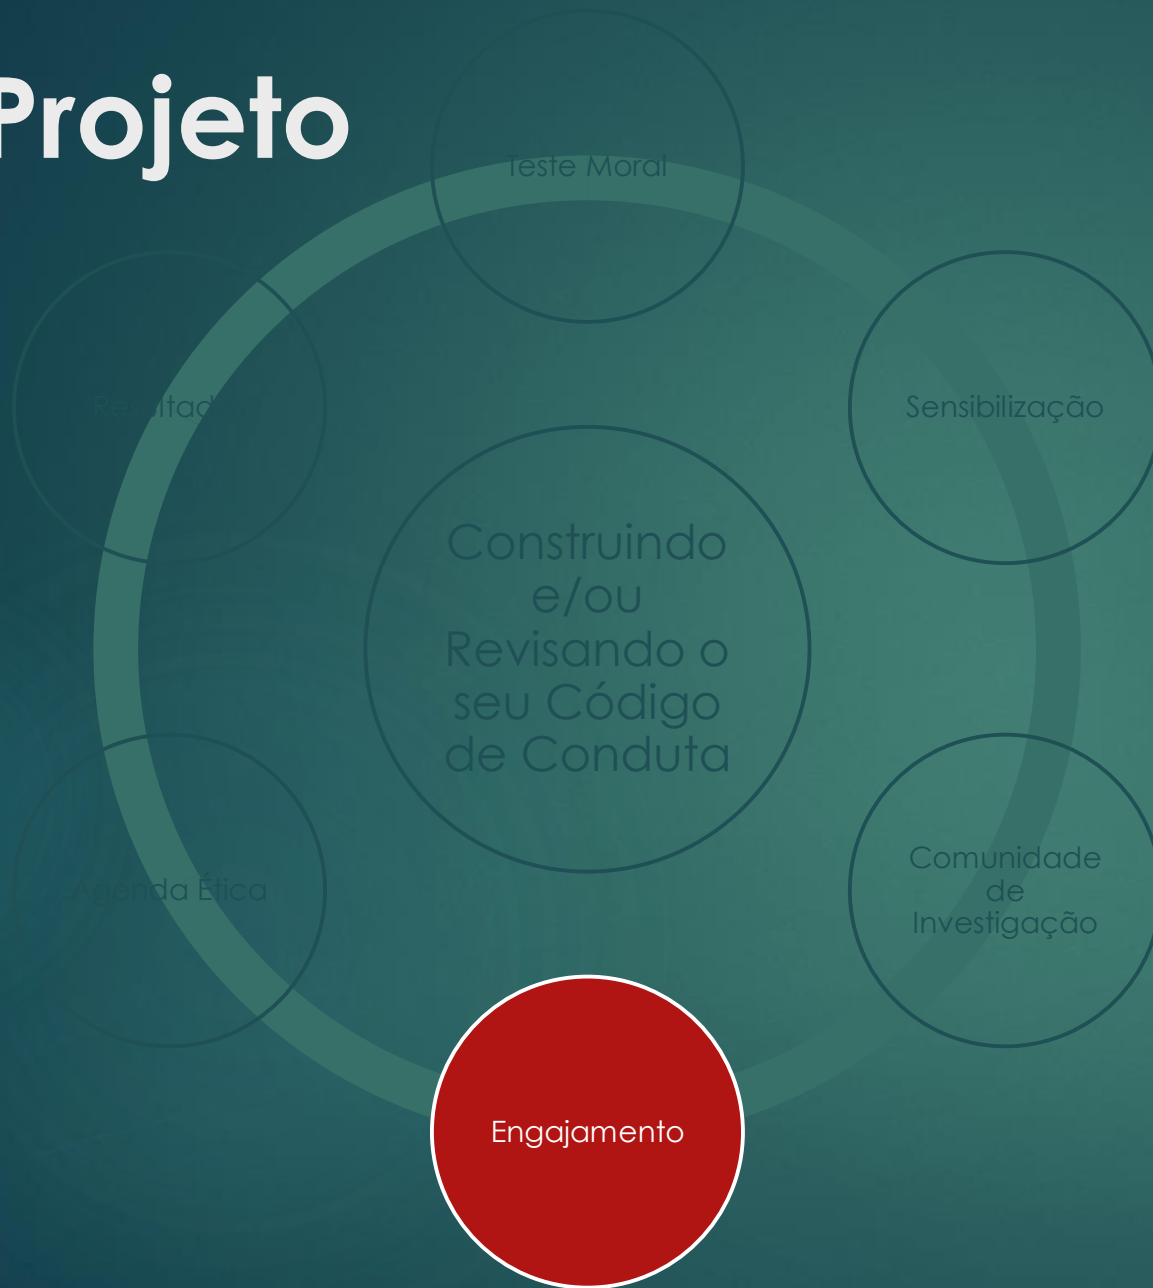 Projeto
Teste Moral
Sensibilização
Construindo
e/ou
Revisando o
seu Código
de Conduta
Agenda Ética
Comunidade
de
Investigação
Engajamento